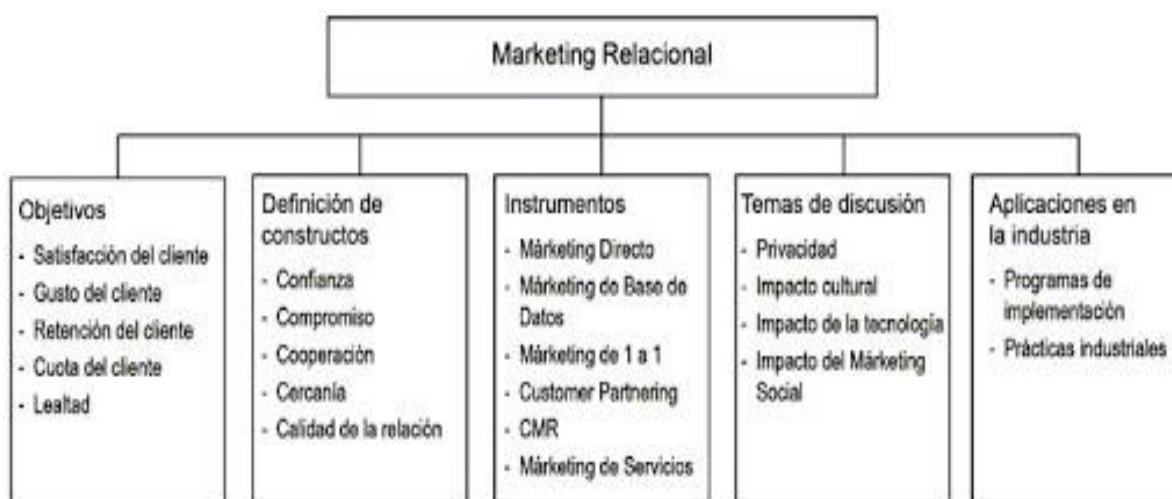 Marketing Relacional
Objetivos
- Satisfacción del cliente
- Gusto del cliente
- Retención del cliente
- Cuota del cliente
- Lealtad
Definición de
constructos
- Confianza
- Compromiso
- Cooperación
- Cercanía
- Calidad de la relación
Instrumentos
- Márketing Directo
- Márketing de Base de
Datos
- Márketing de 1 a 1
- Customer Partnering
- CMR
- Márketing de Servicios
Temas de discusión
- Privacidad
- Impacto cultural
- Impacto de la tecnología
- Impacto del Márketing
Social
Aplicaciones en
la industria
- Programas de
implementación
- Prácticas industriales